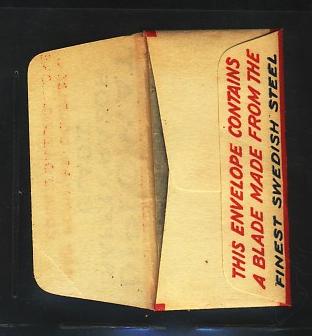 THIS ENVELOPE CONTAINS
A BLADE MADE FROM THE
FINEST SWEDISH STEEL